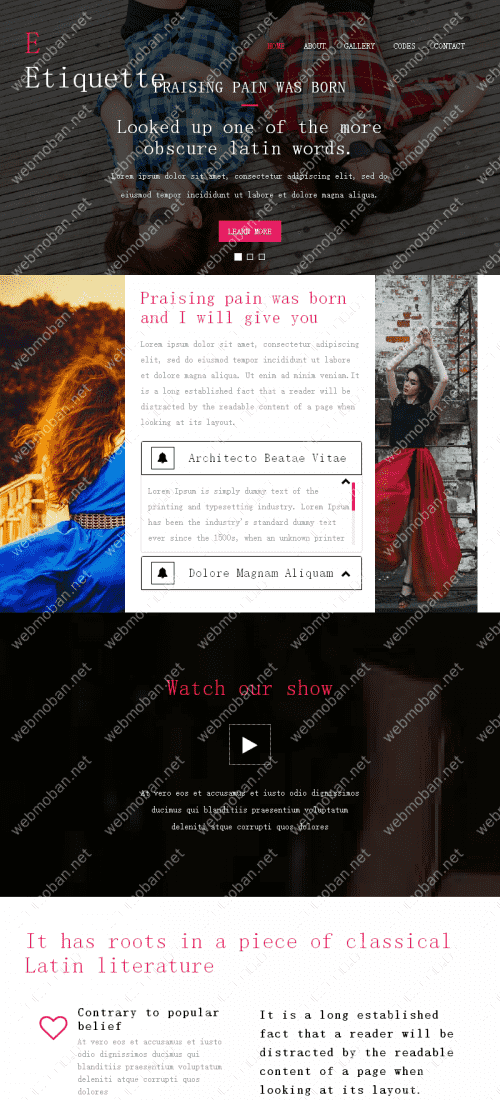 E
Etiquette
HOME ABOUT GALLERY CODES CONTACT
PRAISING PAIN WAS BORN
Looked up one of the more
obscure latin words.
Lorem ipsum dolor sit amet, consectetur adipiscing elit, sed do
eiusmod tempor incididunt ut labore et dolore magna aliqua.
LEARN MORE
Praising pain was born
and I will give you
Lorem ipsum dolor sit amet, consectetur adipiscing
elit, sed do eiusmod tempor incididunt ut labore
et dolore magna aliqua. Ut enim ad minim veniam.It
is a long established fact that a reader will be
distracted by the readable content of a page when
looking at its layout.
Architecto Beatae Vitae
Lorem Ipsum is simply dummy text of the
printing and typesetting industry. Lorem Ipsum
has been the industry's standard dummy text
ever since the 1500s, when an unknown printer
Dolore Magnam Aliquam
Watch our show
At vero eos et accusamus et iusto odio dignissimos
ducimus qui blanditiis praesentium voluptatum
deleniti atque corrupti quos dolores
It has roots in a piece of classical
Latin literature
Contrary to popular
belief
At vero eos et accusamus et iusto
odio dignissimos ducimus qui
blanditiis praesentium voluptatum
deleniti atque corrupti quos
dolores
It is a long established
fact that a reader will be
distracted by the readable
content of a page when
looking at its layout.
webmoban.net